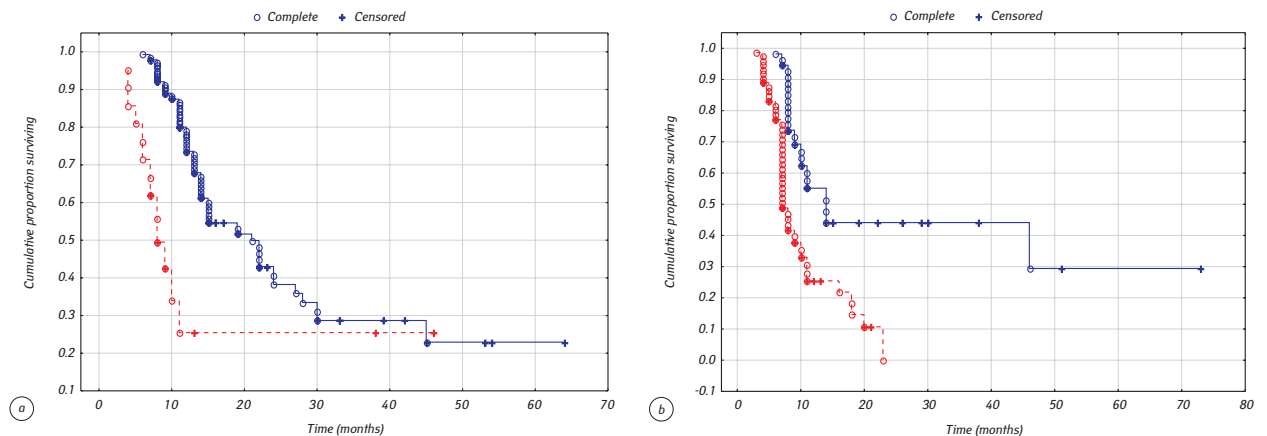 Complete Censored
Cumulative proportion surviving
1.0
0.9
0.8
0.7
0.6
0.5
0.4
0.3
0.2
0.1
0 10 20 30 40 50 60 70
Time (months)
a
Complete Censored
Cumulative proportion surviving
1.0
0.9
0.8
0.7
0.6
0.5
0.4
0.3
0.2
0.1
0.0
-0.1
0 10 20 30 40 50 60 70 80
Time (months)
b